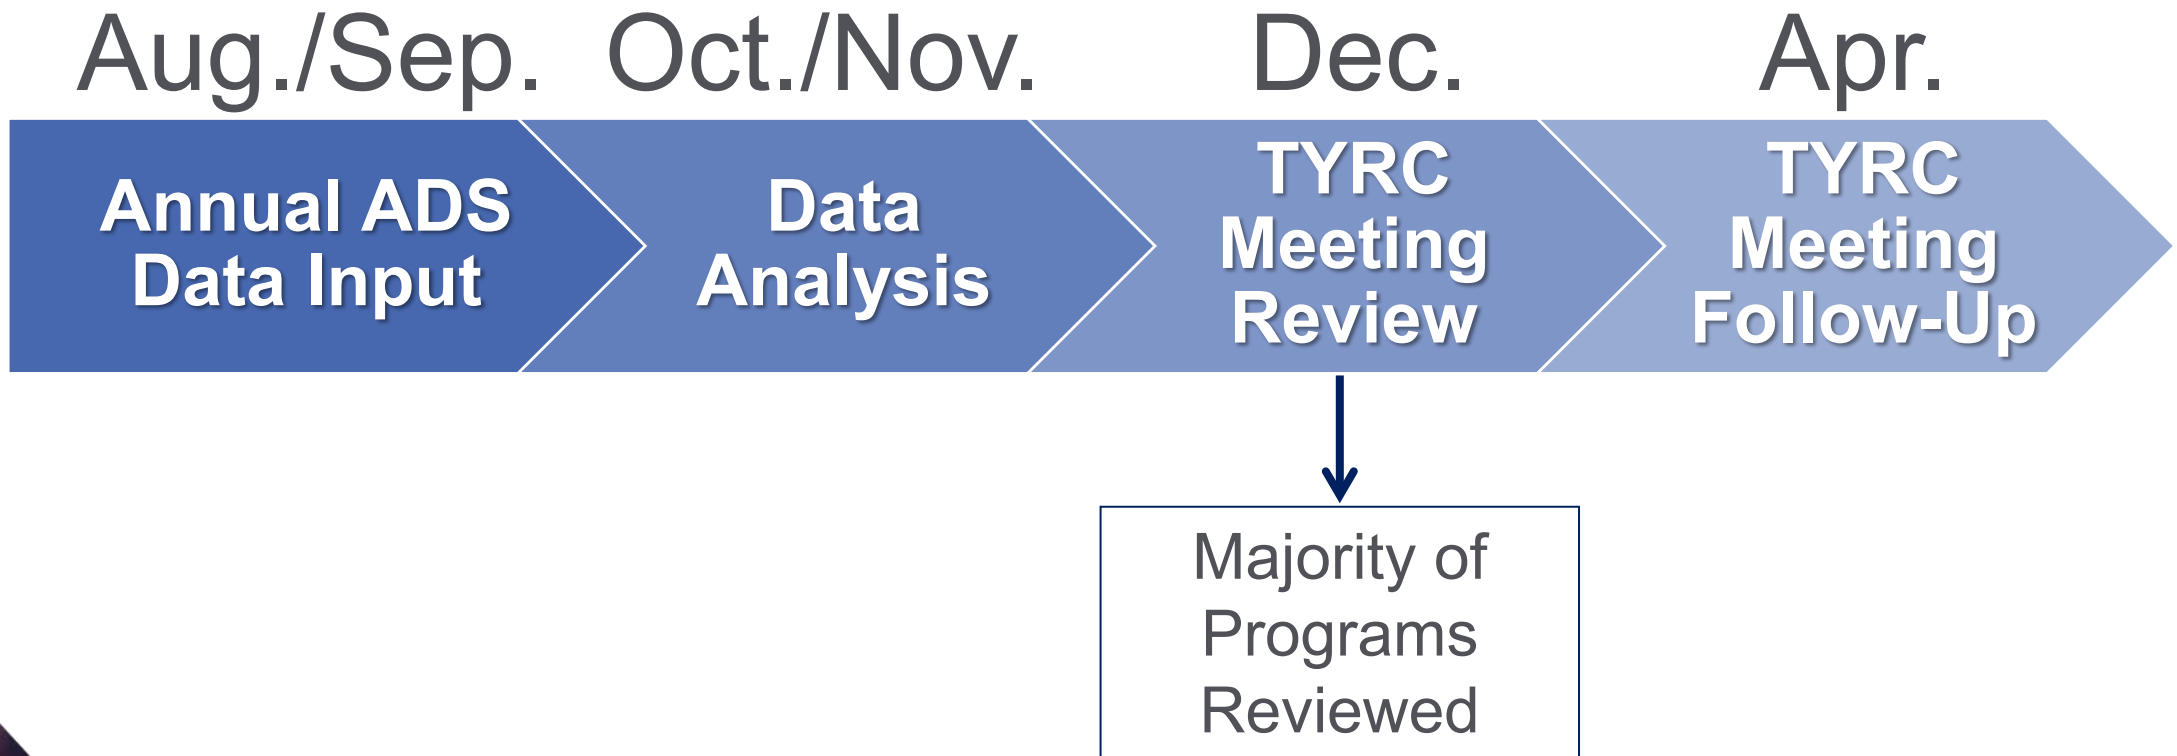 Aug./Sep. Oct./Nov. Dec. Apr.
Annual ADS
Data Input
Data
Analysis
TYRC
Meeting
Review
TYRC
Meeting
Follow-Up
Majority of
Programs
Reviewed